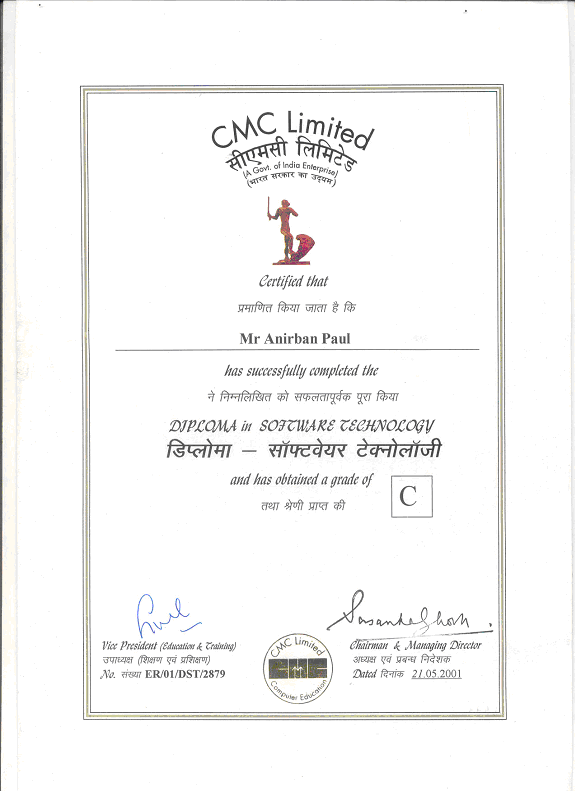 CMC Limited
सीएमसी लिमिटेड
(A Govt. of India Enterprise)
(भारत सरकार का उद्यम)
Certified that
प्रमाणित किया जाता है कि
Mr Anirban Paul
has successfully completed the
ने निम्नलिखित को सफलतापूर्वक पूरा किया
DIPLOMA in SOFTWARE TECHNOLOGY
डिप्लोमा – सॉफ्टवेयर टेक्नोलॉजी
and has obtained a grade of
C
तथा श्रेणी प्राप्त की
Sasanka Ghosh
Vice President (Education & Training)
उपाध्यक्ष (शिक्षण एवं प्रशिक्षण)
No. संख्या ER/01/DST/2879
CMC Limited
CMC
Computer Education
Chairman & Managing Director
अध्यक्ष एवं प्रबन्ध निदेशक
Dated दिनांक 21.05.2001